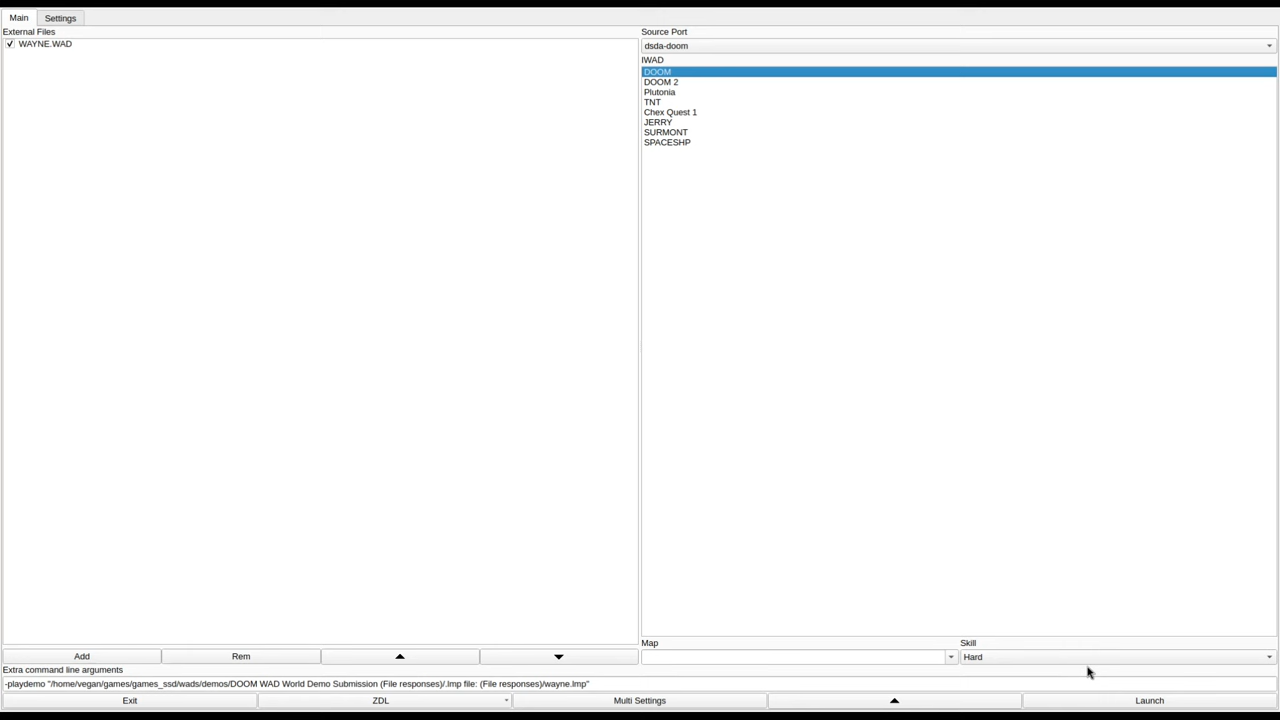 Main Settings
External Files
WAYNE.WAD
Source Port
dsda-doom
IWAD
DOOM
DOOM 2
Plutonia
TNT
Chex Quest 1
JERRY
SURMONT
SPACESHP
Map
Skill
Hard
Add
Rem
Extra command line arguments
-playdemo "/home/vegan/games/games_ssd/wads/demos/DOOM WAD World Demo Submission (File responses)/.lmp file: (File responses)/wayne.lmp"
Exit
ZDL
Multi Settings
Launch